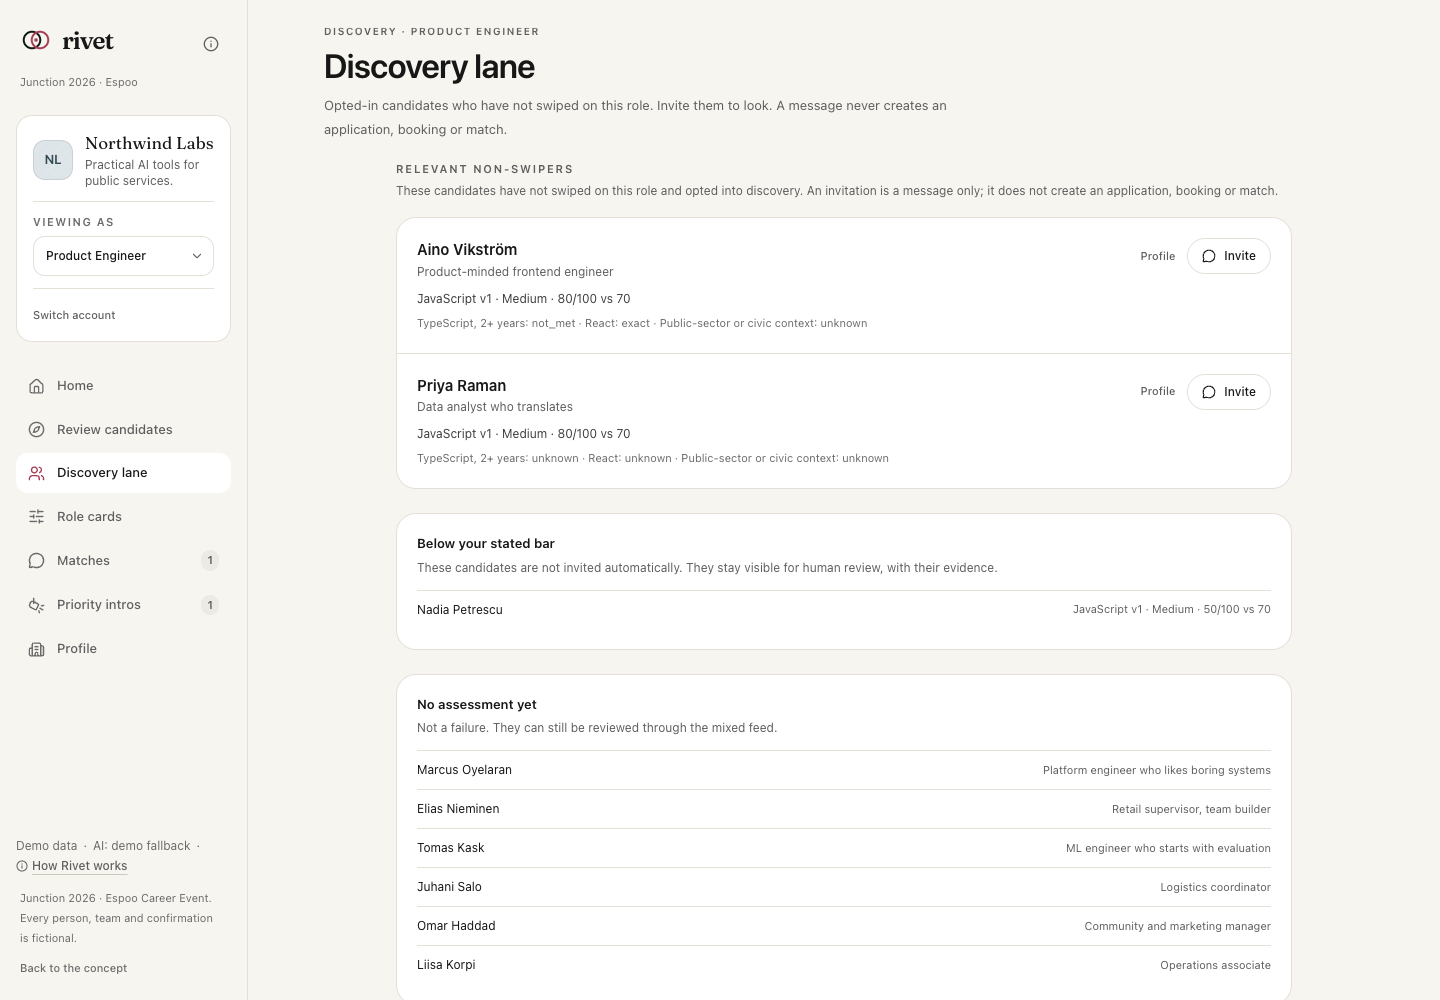 rivet
Junction 2026 · Espoo
NL
Northwind Labs
Practical AI tools for
public services.
VIEWING AS
Product Engineer
Switch account
Home
Review candidates
Discovery lane
Role cards
Matches 1
Priority intros 1
Profile
Demo data · AI: demo fallback ·
How Rivet works
Junction 2026 · Espoo Career Event.
Every person, team and confirmation
is fictional.
Back to the concept
DISCOVERY · PRODUCT ENGINEER
Discovery lane
Opted-in candidates who have not swiped on this role. Invite them to look. A message never creates an
application, booking or match.
RELEVANT NON-SWIPERS
These candidates have not swiped on this role and opted into discovery. An invitation is a message only; it does not create an application, booking or match.
Aino Vikström
Profile Invite
Product-minded frontend engineer
JavaScript v1 · Medium · 80/100 vs 70
TypeScript, 2+ years: not_met · React: exact · Public-sector or civic context: unknown
Priya Raman
Profile Invite
Data analyst who translates
JavaScript v1 · Medium · 80/100 vs 70
TypeScript, 2+ years: unknown · React: unknown · Public-sector or civic context: unknown
Below your stated bar
These candidates are not invited automatically. They stay visible for human review, with their evidence.
Nadia Petrescu JavaScript v1 · Medium · 50/100 vs 70
No assessment yet
Not a failure. They can still be reviewed through the mixed feed.
Marcus Oyelaran Platform engineer who likes boring systems
Elias Nieminen Retail supervisor, team builder
Tomas Kask ML engineer who starts with evaluation
Juhani Salo Logistics coordinator
Omar Haddad Community and marketing manager
Liisa Korpi Operations associate